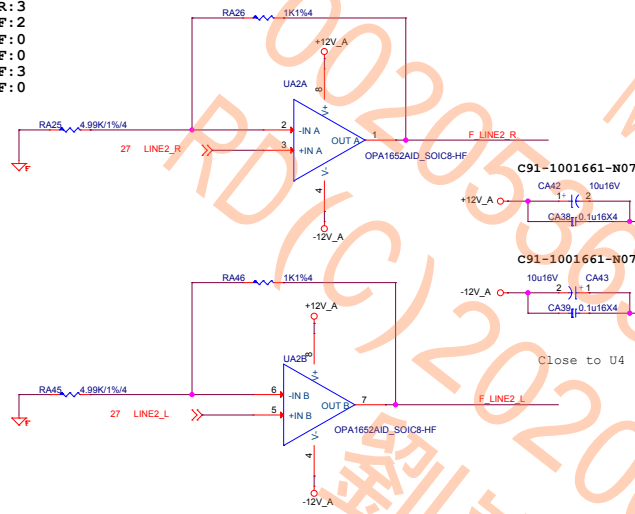 R:3
F:2
F:0
F:0
F:3
F:0
RA26 1K1%4
+12V_A
UA2A
8
V+
RA25 4.99K/1%/4
2 -IN A
27 LINE2_R
3 +IN A
OUT A 1
F_LINE2_R
OPA1652AID_SOIC8-HF
V-
4
-12V_A
C91-1001661-N07
CA42 10u16V
+12V_A
1+ 2
CA38 0.1u16X4
C91-1001661-N07
10u16V CA43
-12V_A
2 +1
CA39 0.1u16X4
Close to U4
RA46 1K1%4
+12V_A
UA2B
8
V+
RA45 4.99K/1%/4
6 -IN B
27 LINE2_L
5 +IN B
OUT B 7
F_LINE2_L
OPA1652AID_SOIC8-HF
V-
4
-12V_A
RD(C)2020
劉